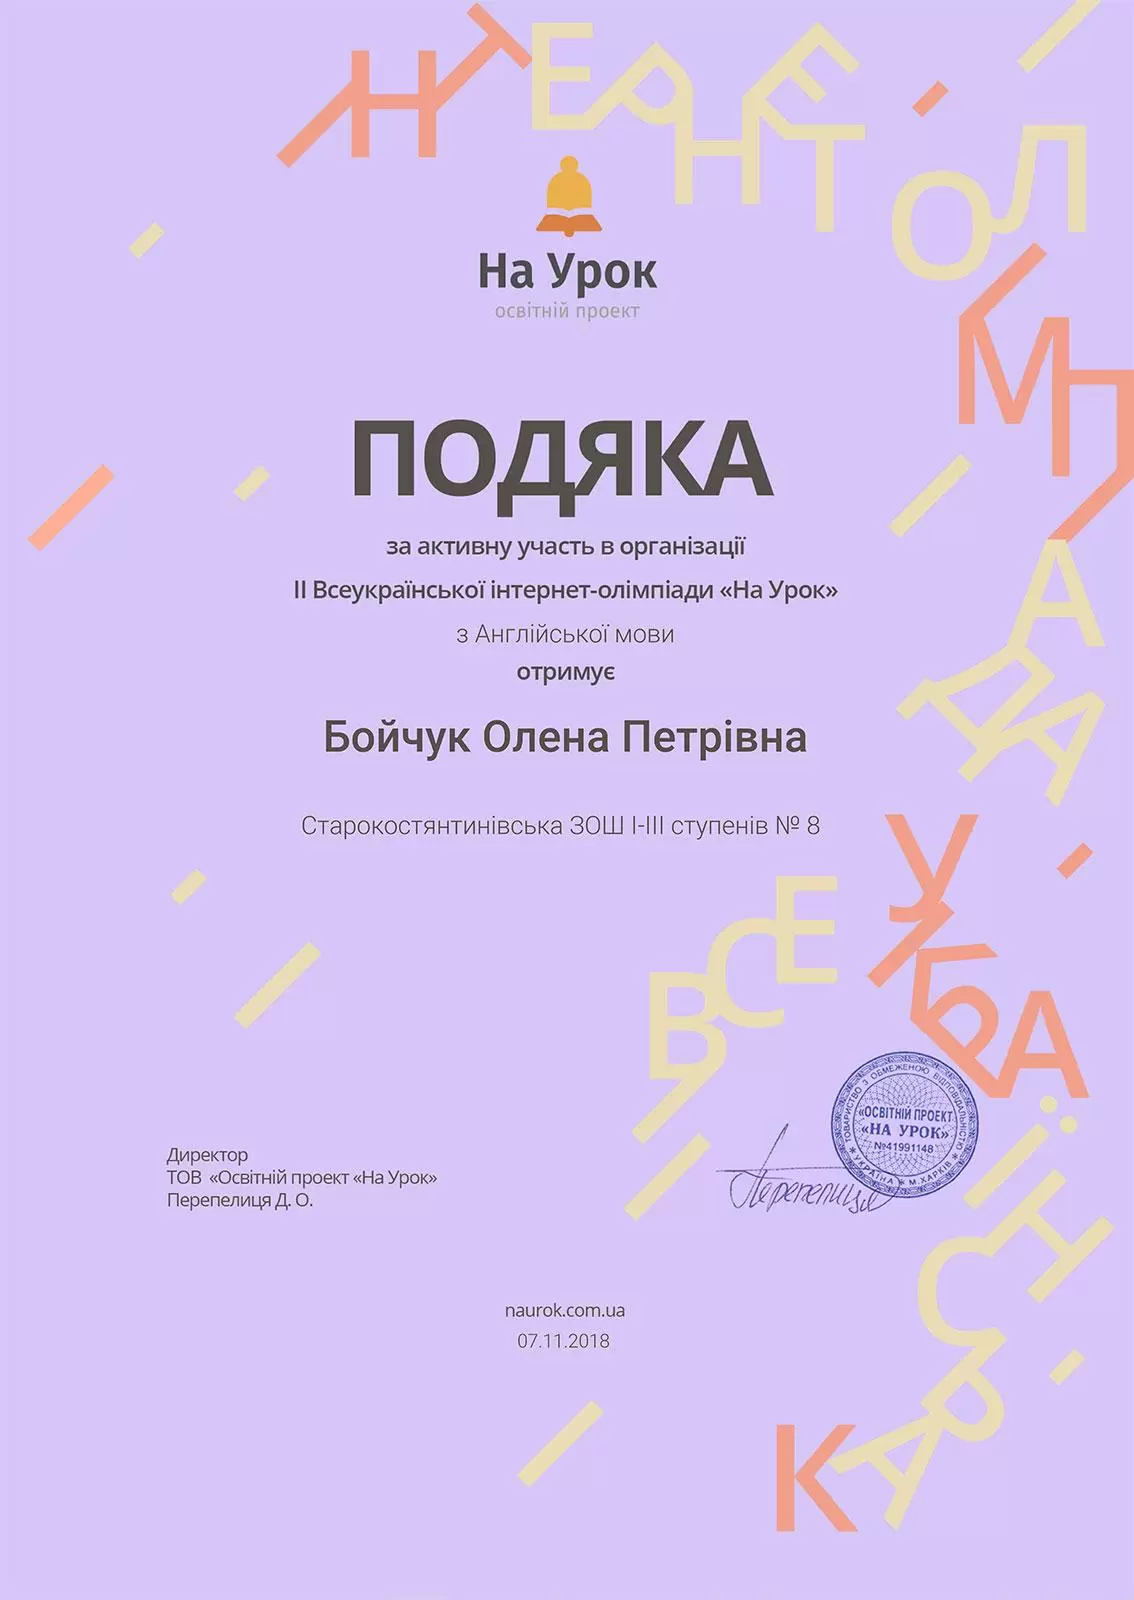 На Урок
освітній проект
ПОДЯКА
за активну участь в організації
II Всеукраїнської інтернет-олімпіади «На Урок»
з Англійської мови
отримує
Бойчук Олена Петрівна
Старокостянтинівська ЗОШ І-ІІІ ступенів № 8
Директор
ТОВ «Освітній проект «На Урок»
Перепелиця Д. О.
Перепелиця
ТОВАРИСТВО З ОБМЕЖЕНОЮ ВІДПОВІДАЛЬНІСТЮ
«ОСВІТНІЙ ПРОЕКТ
«НА УРОК»
№41991148
* УКРАЇНА * М.ХАРКІВ *
naurok.com.ua
07.11.2018
ІНТЕРНЕТ
ОЛІМПІАДА
ВСЕУКРАЇНСЬКА